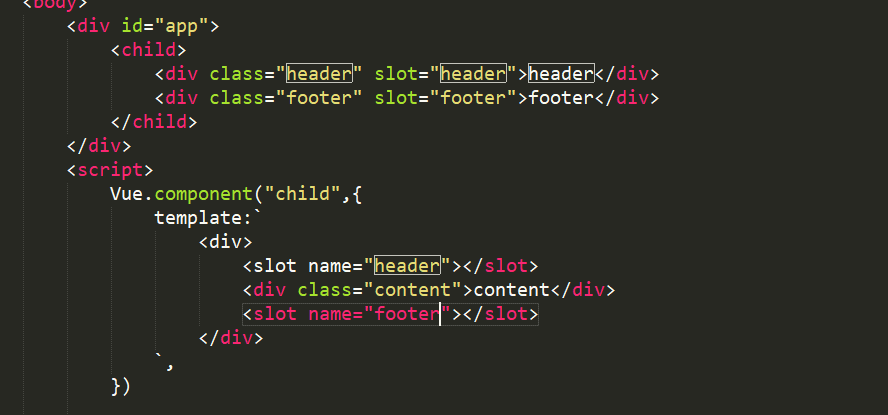 <body>
<div id="app">
<child>
<div class="header" slot="header">header</div>
<div class="footer" slot="footer">footer</div>
</child>
</div>
<script>
Vue.component("child",{
template:`
<div>
<slot name="header"></slot>
<div class="content">content</div>
<slot name="footer"></slot>
</div>
`,
})